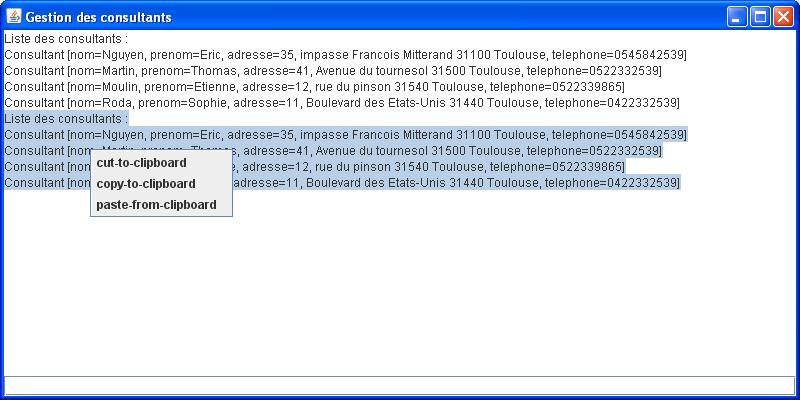 Gestion des consultants
Liste des consultants :
Consultant [nom=Nguyen, prenom=Eric, adresse=35, impasse Francois Mitterand 31100 Toulouse, telephone=0545842539]
Consultant [nom=Martin, prenom=Thomas, adresse=41, Avenue du tournesol 31500 Toulouse, telephone=0522332539]
Consultant [nom=Moulin, prenom=Etienne, adresse=12, rue du pinson 31540 Toulouse, telephone=0522339865]
Consultant [nom=Roda, prenom=Sophie, adresse=11, Boulevard des Etats-Unis 31440 Toulouse, telephone=0422332539]
Liste des consultants :
Consultant [nom=Nguyen, prenom=Eric, adresse=35, impasse Francois Mitterand 31100 Toulouse, telephone=0545842539]
Consultant [nom=Martin, prenom=Thomas, adresse=41, Avenue du tournesol 31500 Toulouse, telephone=0522332539]
Consultant [nom e, adresse=12, rue du pinson 31540 Toulouse, telephone=0522339865]
Consultant [nom , adresse=11, Boulevard des Etats-Unis 31440 Toulouse, telephone=0422332539]
cut-to-clipboard
copy-to-clipboard
paste-from-clipboard